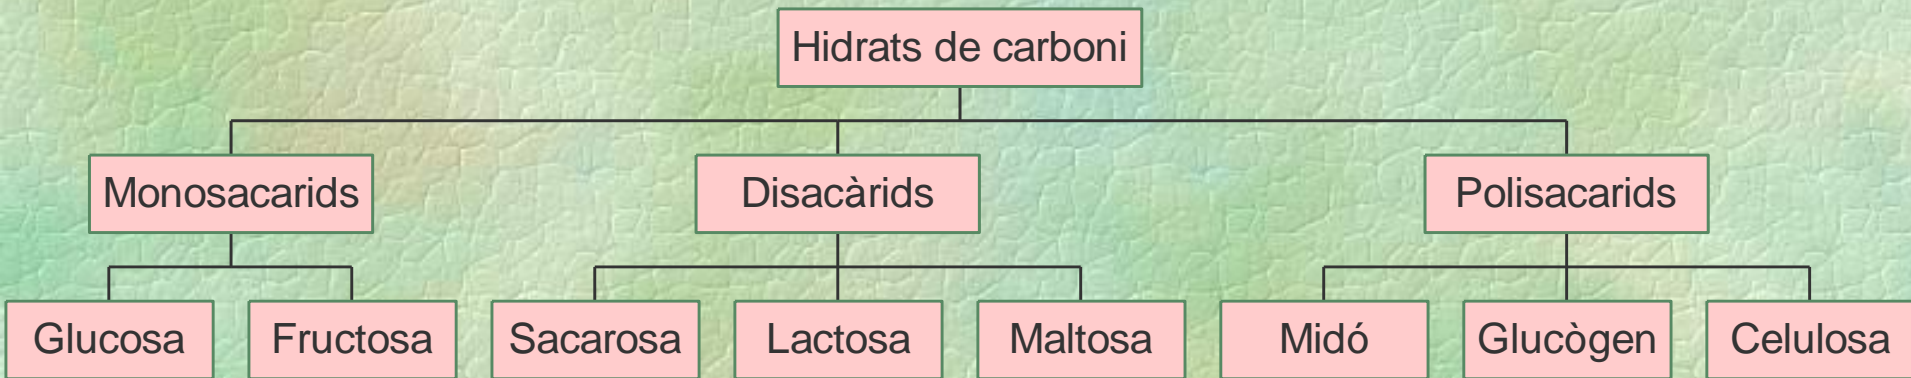 Hidrats de carboni
Monosacarids
Disacàrids
Polisacarids
Glucosa
Fructosa
Sacarosa
Lactosa
Maltosa
Midó
Glucògen
Celulosa